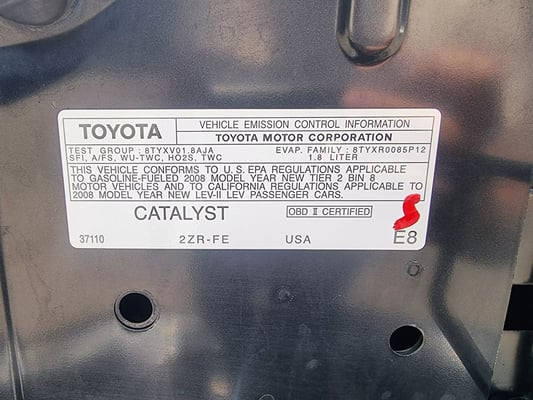 TOYOTA
VEHICLE EMISSION CONTROL INFORMATION
TOYOTA MOTOR CORPORATION
TEST GROUP : 8TYXV01.8AJA EVAP. FAMILY : 8TYXR0085P12
SFI, A/FS, WU-TWC, HO2S, TWC 1.8 LITER
THIS VEHICLE CONFORMS TO U.S. EPA REGULATIONS APPLICABLE
TO GASOLINE-FUELED 2008 MODEL YEAR NEW TIER 2 BIN 8
MOTOR VEHICLES AND TO CALIFORNIA REGULATIONS APPLICABLE TO
2008 MODEL YEAR NEW LEV-II LEV PASSENGER CARS.
CATALYST OBD II CERTIFIED
S
37110 2ZR-FE USA E8